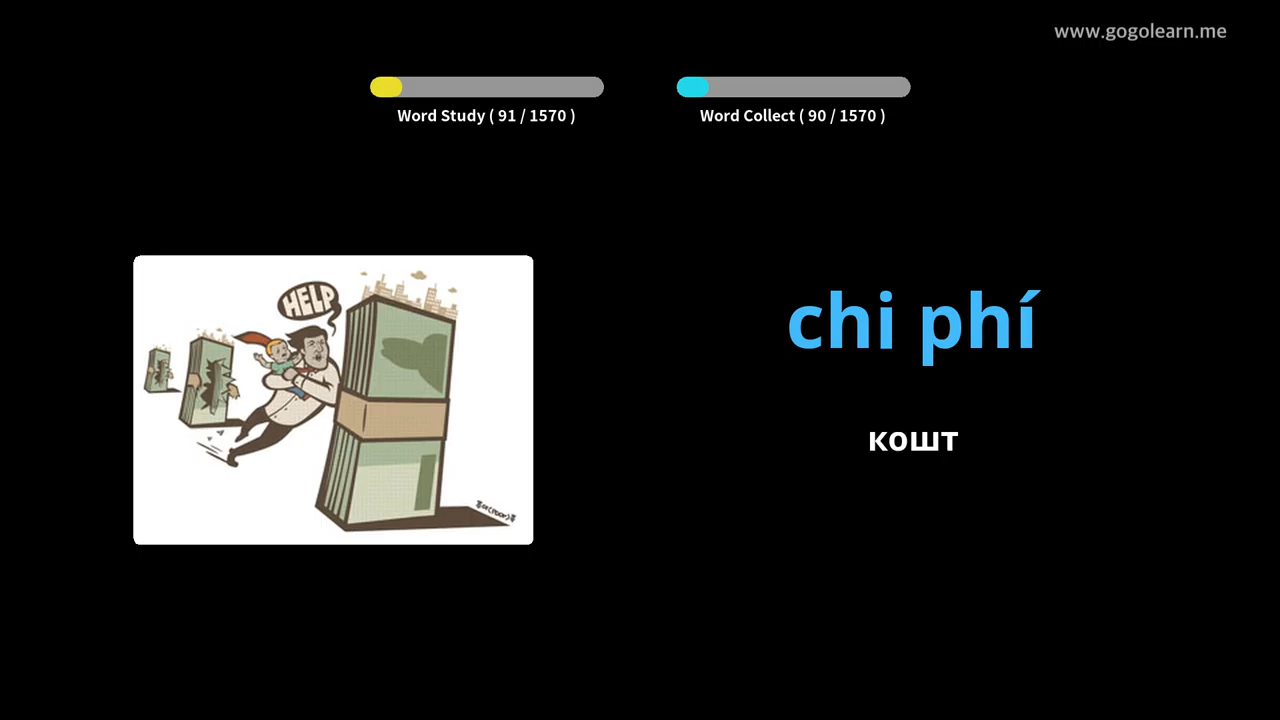 www.gogolearn.me
Word Study ( 91 / 1570 )
Word Collect ( 90 / 1570 )
HELP
chi phí
кошт